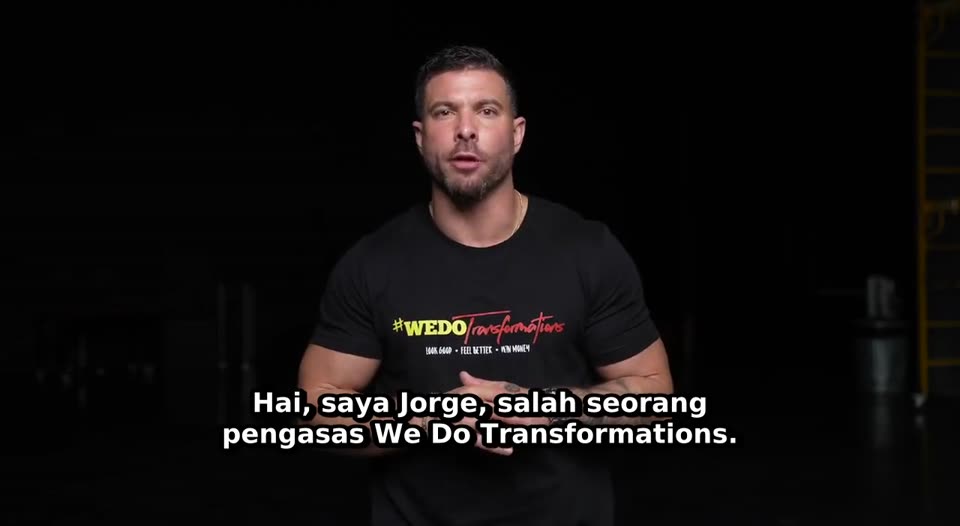 #WEDOTransformations
LOOK GOOD • FEEL BETTER • WIN MONEY
Hai, saya Jorge, salah seorang
pengasas We Do Transformations.